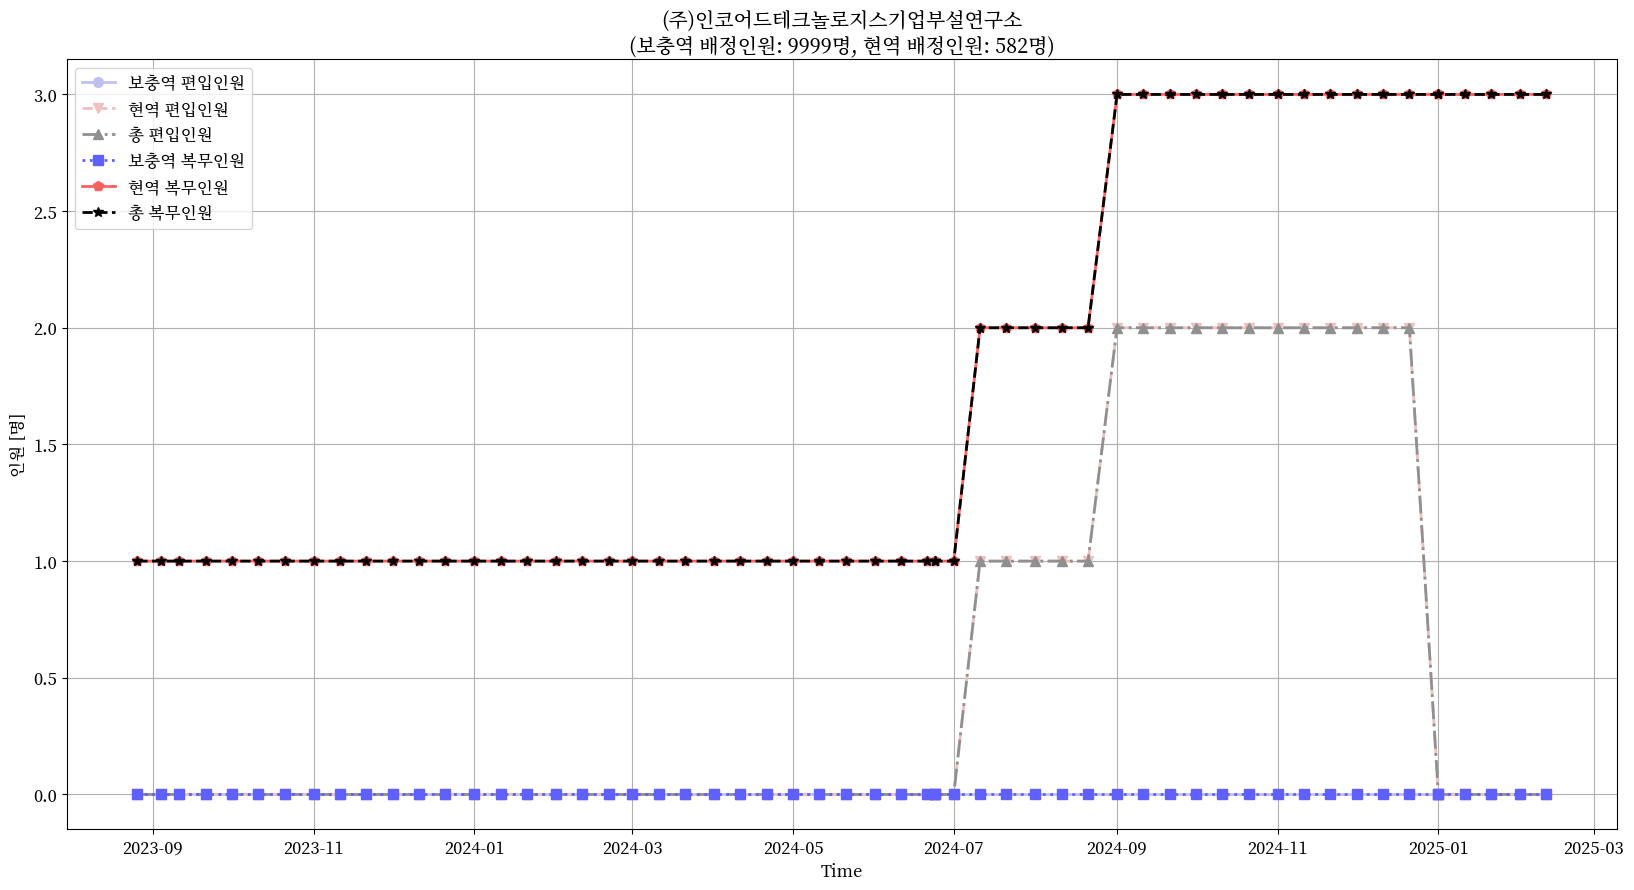 (주)인코어드테크놀로지스기업부설연구소
(보충역 배정인원: 9999명, 현역 배정인원: 582명)
보충역 편입인원
현역 편입인원
총 편입인원
보충역 복무인원
현역 복무인원
총 복무인원
3.0
2.5
2.0
1.5
1.0
0.5
0.0
인원 [명]
2023-09
2023-11
2024-01
2024-03
2024-05
2024-07
2024-09
2024-11
2025-01
2025-03
Time